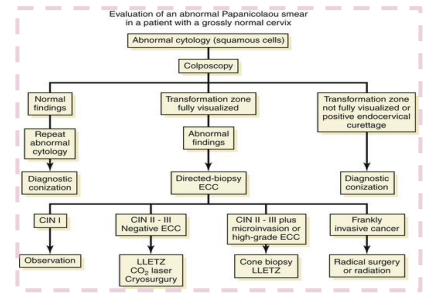 Evaluation of an abnormal Papanicolaou smear
in a patient with a grossly normal cervix
Abnormal cytology (squamous cells)
Colposcopy
Normal
findings
Transformation zone
fully visualized
Transformation zone
not fully visualized or
positive endocervical
curettage
Repeat
abnormal
cytology
Abnormal
findings
Diagnostic
conization
Directed-biopsy
ECC
Diagnostic
conization
CIN I
CIN II - III
Negative ECC
CIN II - III plus
microinvasion or
high-grade ECC
Frankly
invasive cancer
Observation
LLETZ
CO₂ laser
Cryosurgery
Cone biopsy
LLETZ
Radical surgery
or radiation